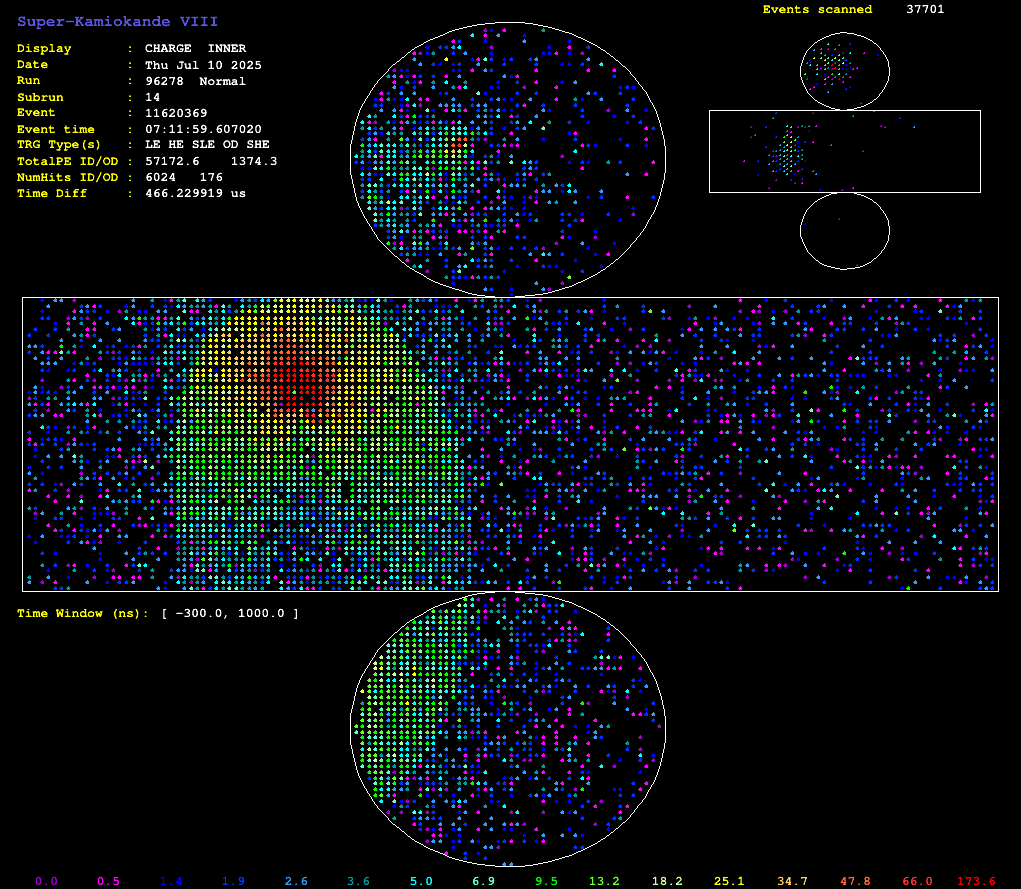 Super-Kamiokande VIII
Events scanned 37701
Display : CHARGE INNER
Date : Thu Jul 10 2025
Run : 96278 Normal
Subrun : 14
Event : 11620369
Event time : 07:11:59.607020
TRG Type(s) : LE HE SLE OD SHE
TotalPE ID/OD : 57172.6 1374.3
NumHits ID/OD : 6024 176
Time Diff : 466.229919 us
Time Window (ns): [ -300.0, 1000.0 ]
0.0 0.5 1.4 1.9 2.6 3.6 5.0 6.9 9.5 13.2 18.2 25.1 34.7 47.8 66.0 173.6